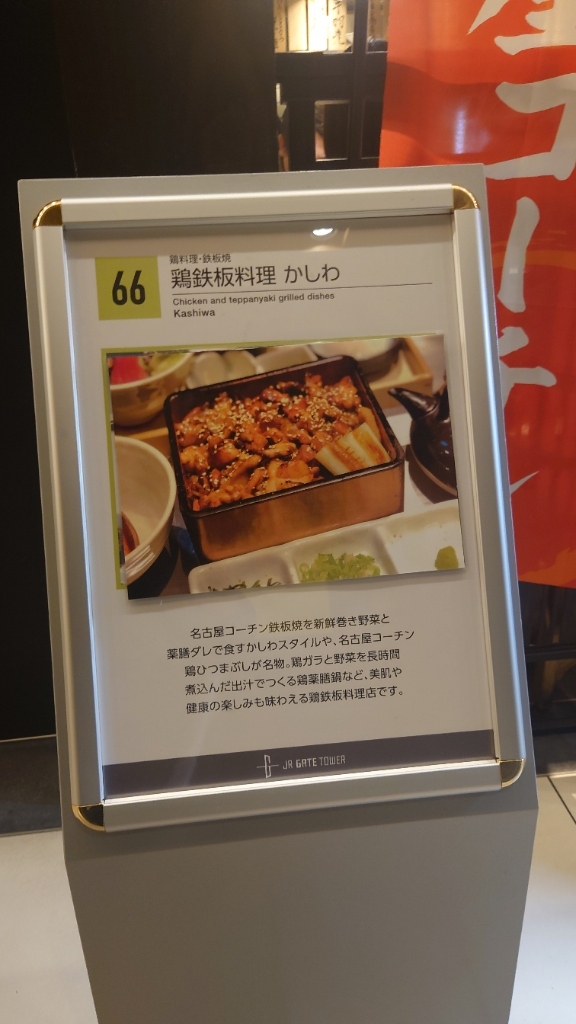 66
鶏料理・鉄板焼
鶏鉄板料理 かしわ
Chicken and teppanyaki grilled dishes
Kashiwa
名古屋コーチン鉄板焼を新鮮巻き野菜と
薬膳ダレで食すかしわスタイルや、名古屋コーチン
鶏ひつまぶしが名物。鶏ガラと野菜を長時間
煮込んだ出汁でつくる鶏薬膳鍋など、美肌や
健康の楽しみも味わえる鶏鉄板料理店です。
JR GATE TOWER
コーチ